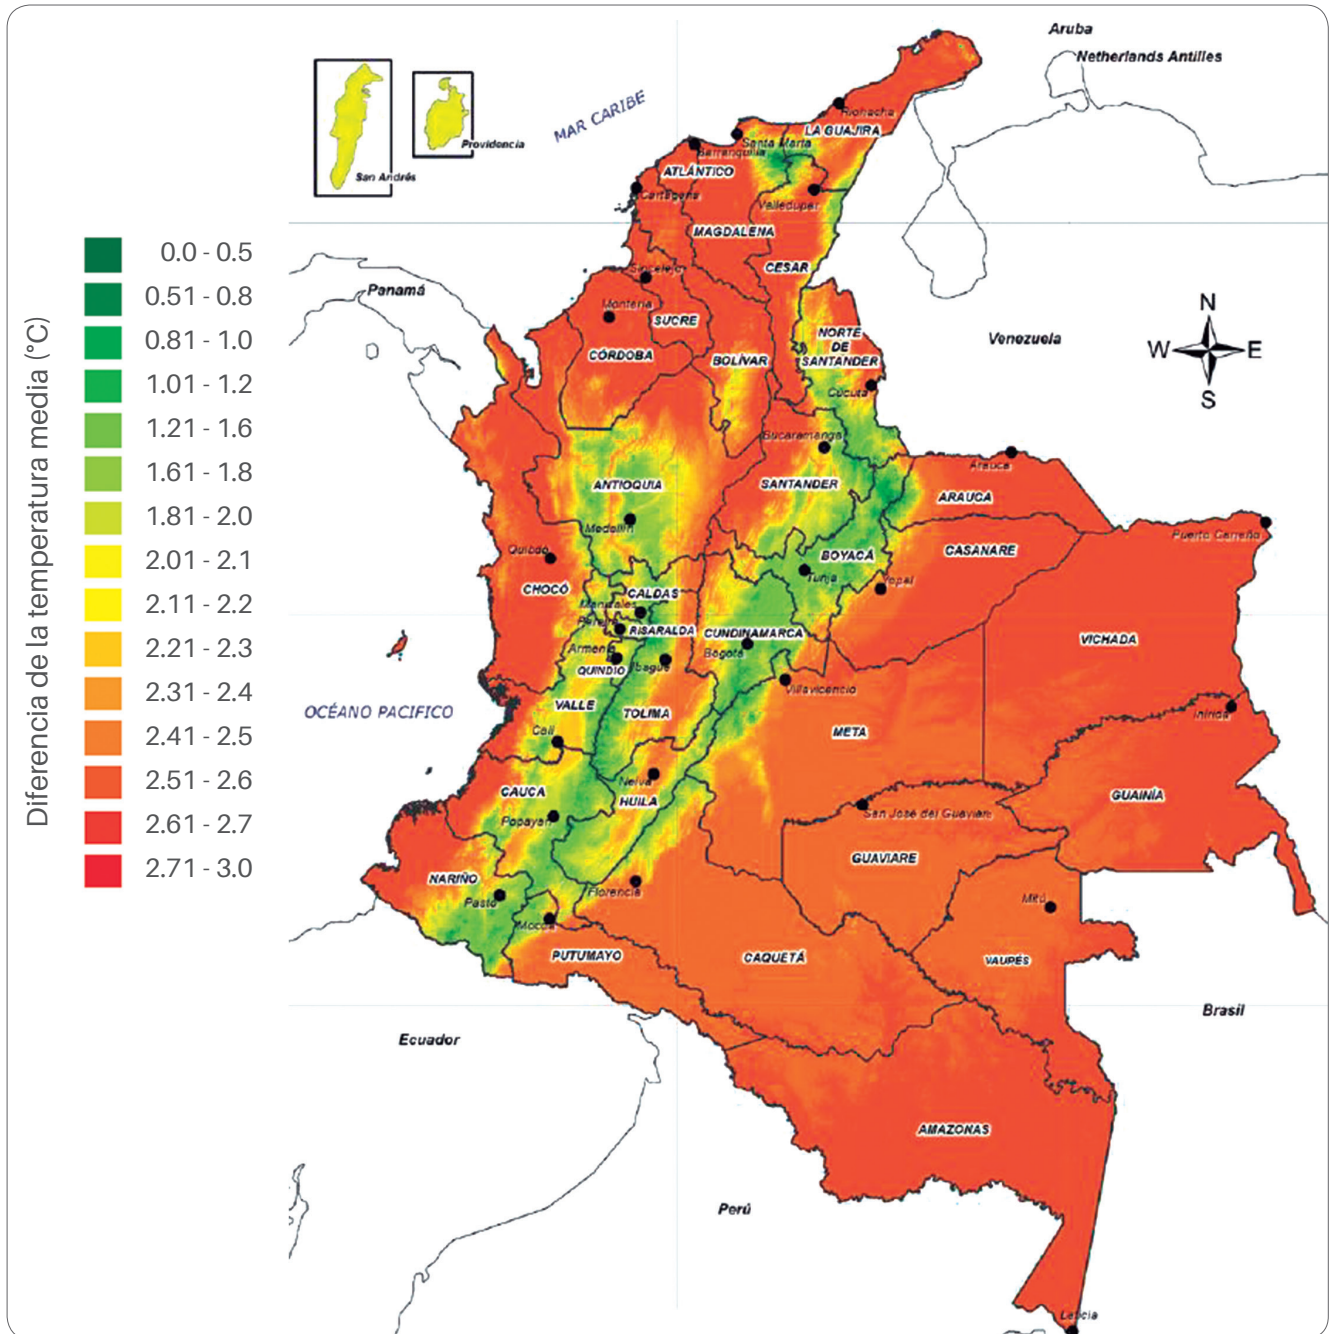 Aruba
Netherlands Antilles
MAR CARIBE
Providencia
San Andrés
Riohacha
LA GUAJIRA
Santa Marta
Barranquilla
ATLÁNTICO
Cartagena
Valledupar
MAGDALENA
CESAR
Sincelejo
Panamá
Montería
SUCRE
CÓRDOBA
BOLÍVAR
NORTE
DE
SANTANDER
Cúcuta
Venezuela
N
W
E
S
Diferencia de la temperatura media (°C)
0.0 - 0.5
0.51 - 0.8
0.81 - 1.0
1.01 - 1.2
1.21 - 1.6
1.61 - 1.8
1.81 - 2.0
2.01 - 2.1
2.11 - 2.2
2.21 - 2.3
2.31 - 2.4
2.41 - 2.5
2.51 - 2.6
2.61 - 2.7
2.71 - 3.0
Bucaramanga
Arauca
ANTIOQUIA
SANTANDER
ARAUCA
Medellín
Puerto Carreño
Quibdó
BOYACÁ
CASANARE
Tunja
Yopal
CHOCÓ
CALDAS
Manizales
Pereira
RISARALDA
CUNDINAMARCA
Bogotá
VICHADA
Armenia
QUINDIO
Ibagué
Villavicencio
VALLE
TOLIMA
OCÉANO PACIFICO
Cali
META
Inírida
Neiva
CAUCA
HUILA
GUAINÍA
Popayán
San José del Guaviare
GUAVIARE
NARIÑO
Florencia
Pasto
Mitú
Mocoa
PUTUMAYO
CAQUETÁ
VAUPÉS
Brasil
Ecuador
AMAZONAS
Perú
Leticia